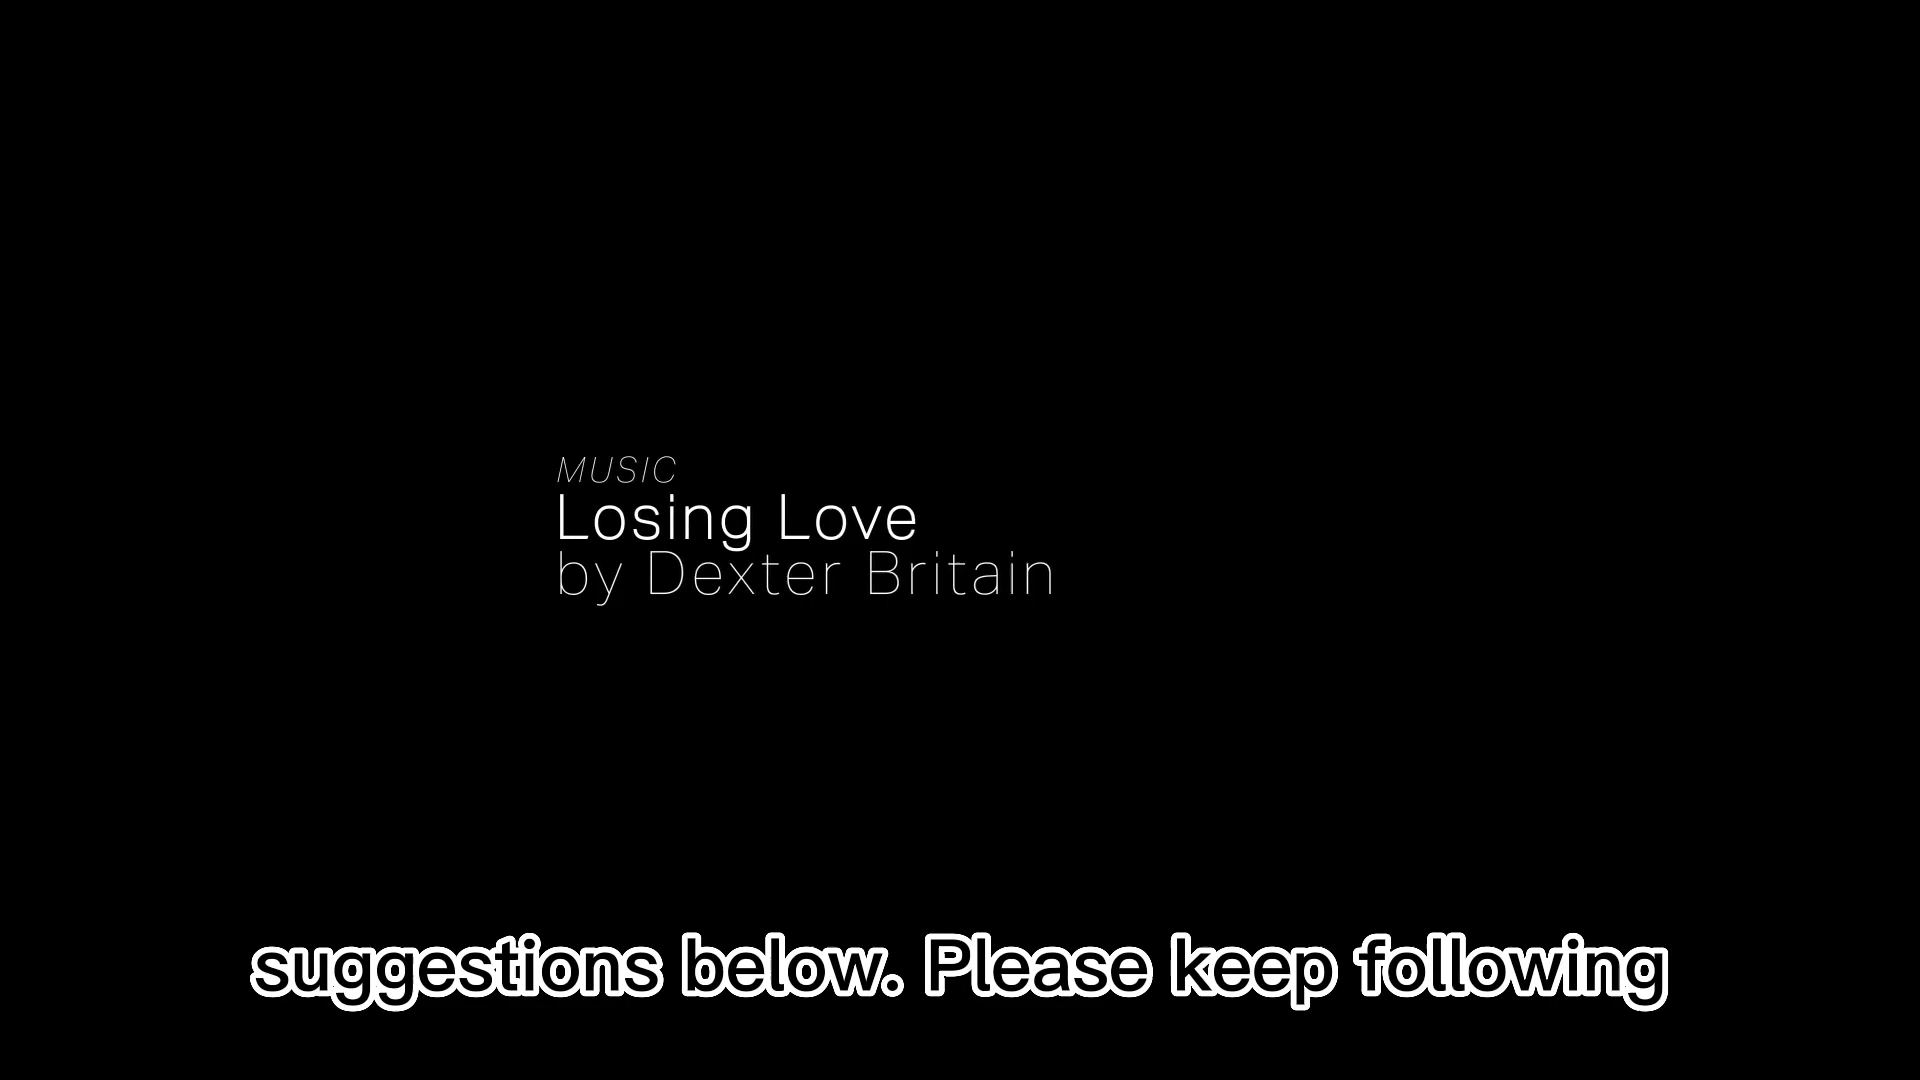 MUSIC
Losing Love
by Dexter Britain
suggestions below. Please keep following